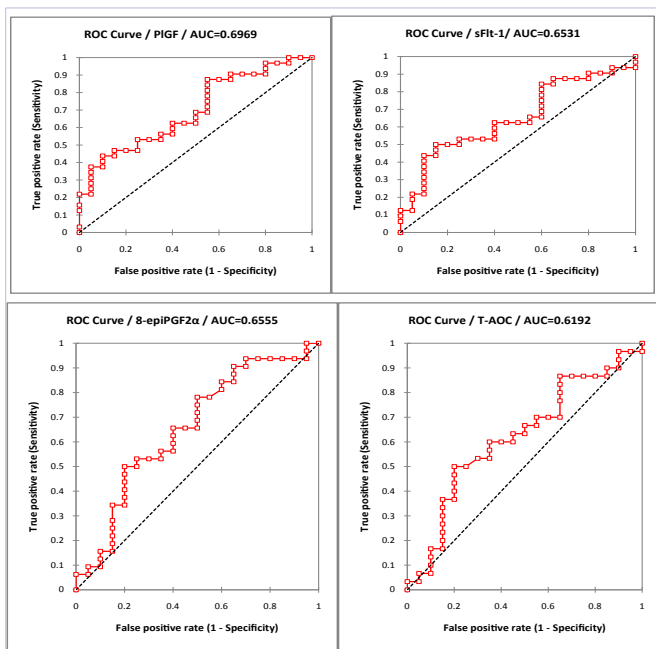 ROC Curve / PlGF / AUC=0.6969
1
0.9
0.8
0.7
0.6
0.5
0.4
0.3
0.2
0.1
0
True positive rate (Sensitivity)
0 0.2 0.4 0.6 0.8 1
False positive rate (1 - Specificity)
ROC Curve / sFlt-1/ AUC=0.6531
1
0.9
0.8
0.7
0.6
0.5
0.4
0.3
0.2
0.1
0
True positive rate (Sensitivity)
0 0.2 0.4 0.6 0.8 1
False positive rate (1 - Specificity)
ROC Curve / 8-epiPGF2α / AUC=0.6555
1
0.9
0.8
0.7
0.6
0.5
0.4
0.3
0.2
0.1
0
True positive rate (Sensitivity)
0 0.2 0.4 0.6 0.8 1
False positive rate (1 - Specificity)
ROC Curve / T-AOC / AUC=0.6192
1
0.9
0.8
0.7
0.6
0.5
0.4
0.3
0.2
0.1
0
True positive rate (Sensitivity)
0 0.2 0.4 0.6 0.8 1
False positive rate (1 - Specificity)